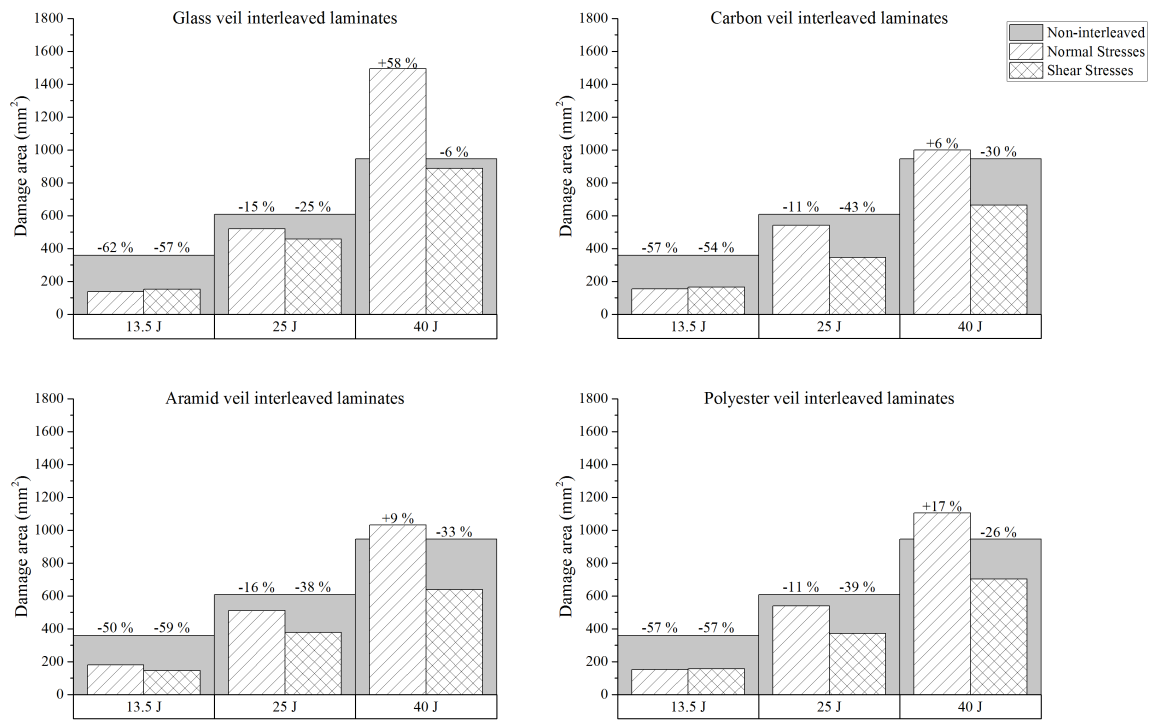 Glass veil interleaved laminates
Damage area (mm²)
1800
1600
1400
1200
1000
800
600
400
200
0
-62 %
-57 %
-15 %
-25 %
+58 %
-6 %
13.5 J
25 J
40 J
Carbon veil interleaved laminates
Damage area (mm²)
1800
1600
1400
1200
1000
800
600
400
200
0
-57 %
-54 %
-11 %
-43 %
+6 %
-30 %
13.5 J
25 J
40 J
Non-interleaved
Normal Stresses
Shear Stresses
Aramid veil interleaved laminates
Damage area (mm²)
1800
1600
1400
1200
1000
800
600
400
200
0
-50 %
-59 %
-16 %
-38 %
+9 %
-33 %
13.5 J
25 J
40 J
Polyester veil interleaved laminates
Damage area (mm²)
1800
1600
1400
1200
1000
800
600
400
200
0
-57 %
-57 %
-11 %
-39 %
+17 %
-26 %
13.5 J
25 J
40 J